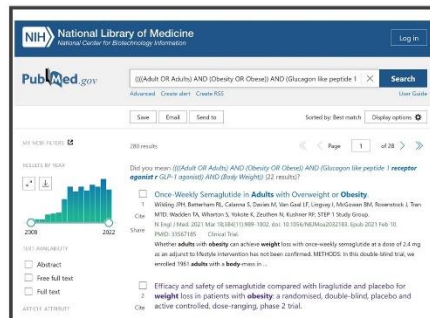 NIH National Library of Medicine
National Center for Biotechnology Information
Log in
PubMed.gov
((((Adult OR Adults) AND (Obesity OR Obese)) AND (Glucagon like peptide 1
Search
Advanced Create alert Create RSS
User Guide
Save Email Send to
Sorted by: Best match
Display options
MY NCBI FILTERS
280 results
Page 1 of 28
RESULTS BY YEAR
Did you mean ((((Adult OR Adults) AND (Obesity OR Obese)) AND (Glucagon like peptide 1 receptor
agonist r GLP-1 agonist)) AND (Body Weight)) (22 results)?
Once-Weekly Semaglutide in Adults with Overweight or Obesity.
1
Wilding JPH, Batterham RL, Calanna S, Davies M, Van Gaal LF, Lingvay I, McGowan BM, Rosenstock J, Tran
Cite
MTD, Wadden TA, Wharton S, Yokote K, Zeuthen N, Kushner RF; STEP 1 Study Group.
Share
N Engl J Med. 2021 Mar 18;384(11):989-1002. doi: 10.1056/NEJMoa2032183. Epub 2021 Feb 10.
PMID: 33567185 Clinical Trial.
Whether adults with obesity can achieve weight loss with once-weekly semaglutide at a dose of 2.4 mg
as an adjunct to lifestyle intervention has not been confirmed. METHODS: In this double-blind trial, we
enrolled 1961 adults with a body-mass in ...
2008 2022
TEXT AVAILABILITY
Abstract
Free full text
Full text
ARTICLE ATTRIBUTE
Efficacy and safety of semaglutide compared with liraglutide and placebo for
2
weight loss in patients with obesity: a randomised, double-blind, placebo and
Cite
active controlled, dose-ranging, phase 2 trial.